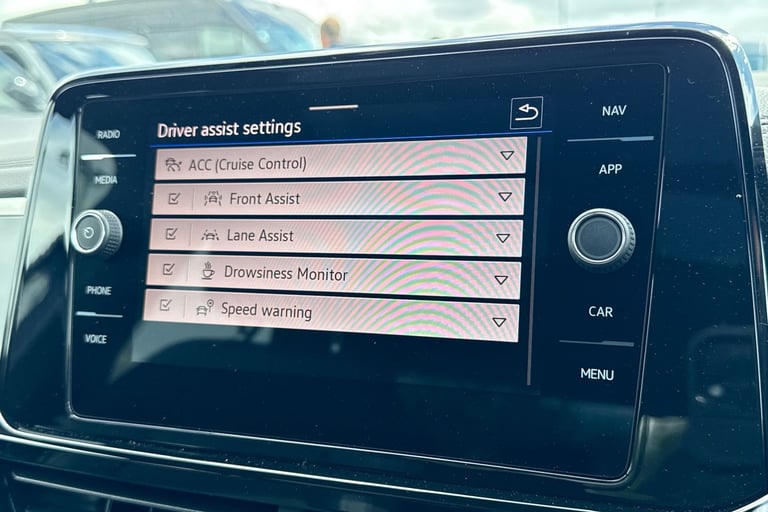 Driver assist settings
ACC (Cruise Control)
Front Assist
Lane Assist
Drowsiness Monitor
Speed warning
RADIO
MEDIA
PHONE
VOICE
NAV
APP
CAR
MENU